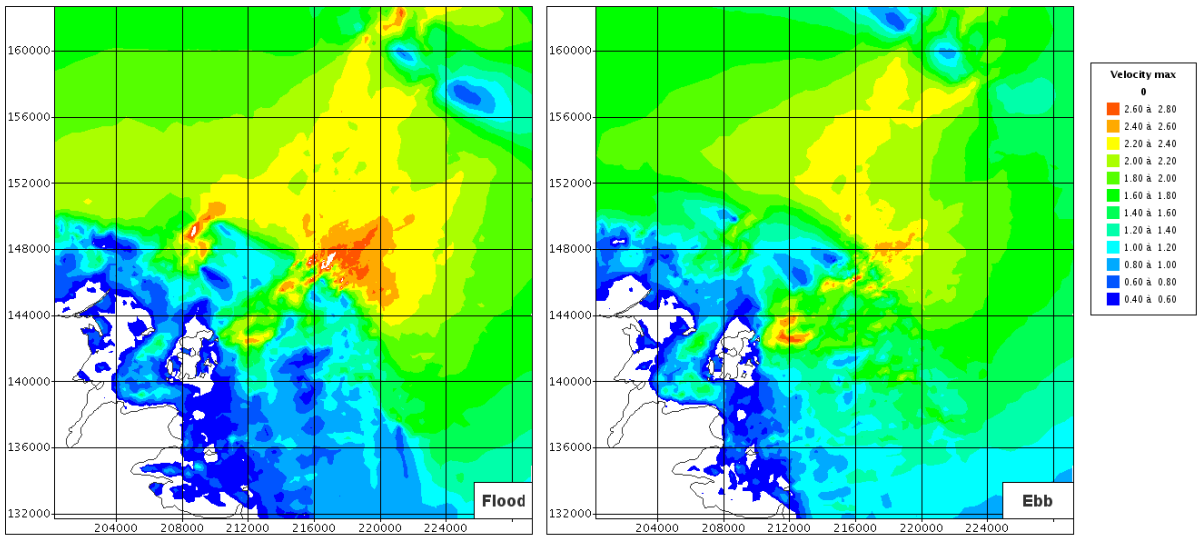 160000
156000
152000
148000
144000
140000
136000
132000
204000 208000 212000 216000 220000 224000
Flood
160000
156000
152000
148000
144000
140000
136000
132000
204000 208000 212000 216000 220000 224000
Ebb
Velocity max
0
2.60 à 2.80
2.40 à 2.60
2.20 à 2.40
2.00 à 2.20
1.80 à 2.00
1.60 à 1.80
1.40 à 1.60
1.20 à 1.40
1.00 à 1.20
0.80 à 1.00
0.60 à 0.80
0.40 à 0.60